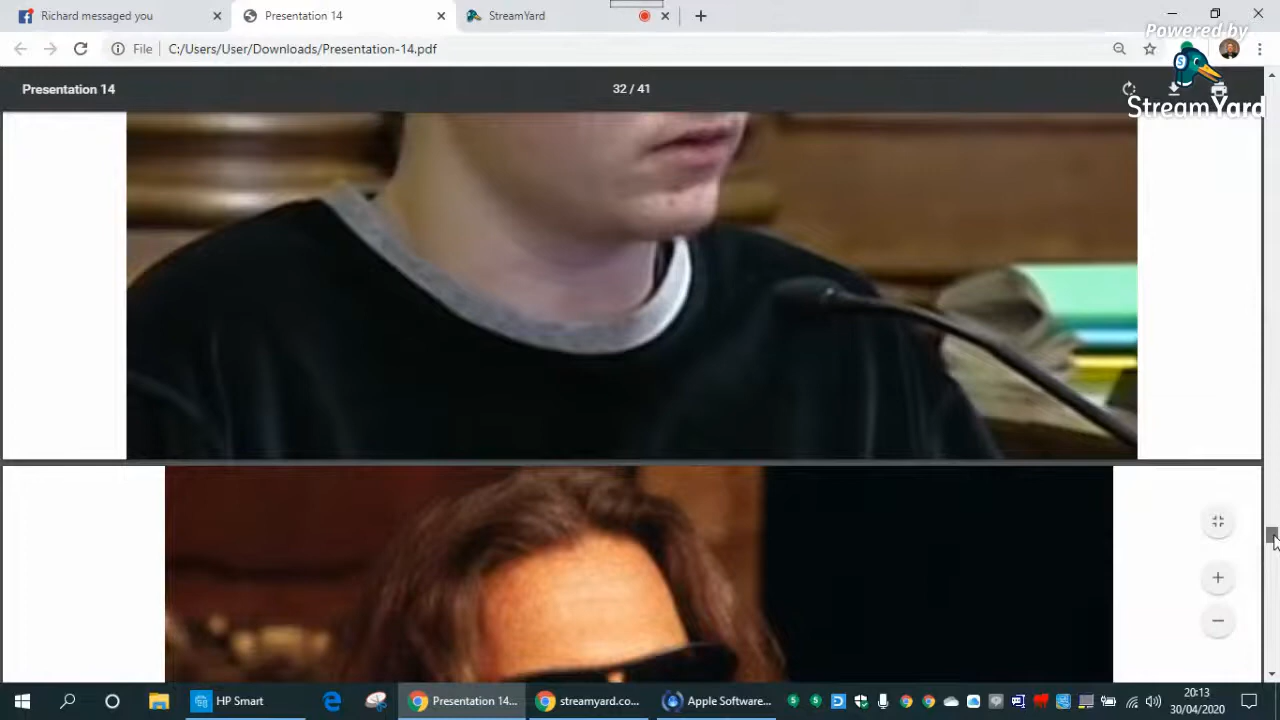 Richard messaged you
Presentation 14
StreamYard
File
C:/Users/User/Downloads/Presentation-14.pdf
Powered by
StreamYard
Presentation 14
32 / 41
HP Smart
Presentation 14...
streamyard.co...
Apple Software...
20:13
30/04/2020